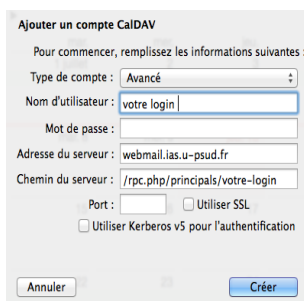 Ajouter un compte CalDAV
Pour commencer, remplissez les informations suivantes :
Type de compte : Avancé
Nom d'utilisateur : votre login
Mot de passe :
Adresse du serveur : webmail.ias.u-psud.fr
Chemin du serveur : /rpc.php/principals/votre-login
Port : Utiliser SSL
Utiliser Kerberos v5 pour l'authentification
Annuler Créer